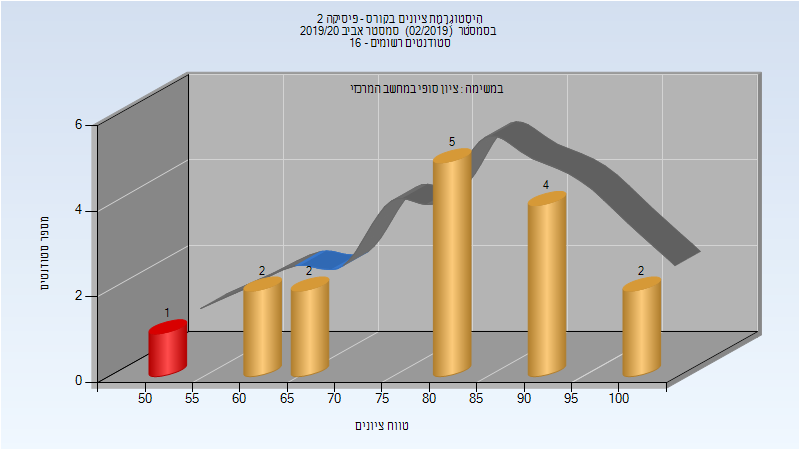 היסטוגרמת ציונים בקורס - פיסיקה 2
בסמסטר (02/2019) סמסטר אביב 2019/20
סטודנטים רשומים - 16
במשימה : ציון סופי במחשב המרכזי
מספר סטודנטים
6
4
2
0
1
2
2
5
4
2
50 55 60 65 70 75 80 85 90 95 100
טווח ציונים